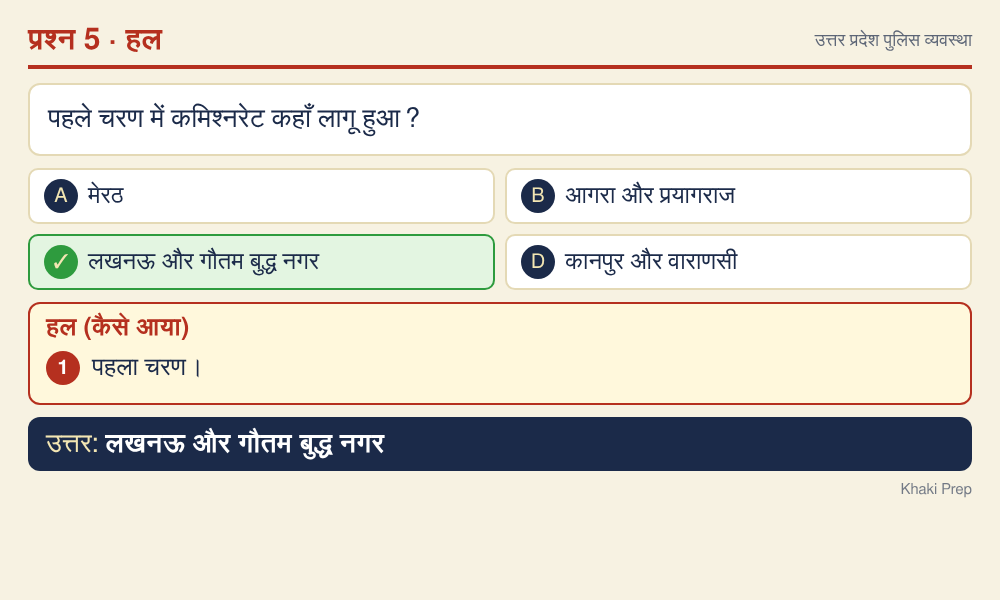 प्रश्न 5 · हल
उत्तर प्रदेश पुलिस व्यवस्था
पहले चरण में कमिश्नरेट कहाँ लागू हुआ ?
A मेरठ
B आगरा और प्रयागराज
✓ लखनऊ और गौतम बुद्ध नगर
D कानपुर और वाराणसी
हल (कैसे आया)
1 पहला चरण।
उत्तर: लखनऊ और गौतम बुद्ध नगर
Khaki Prep